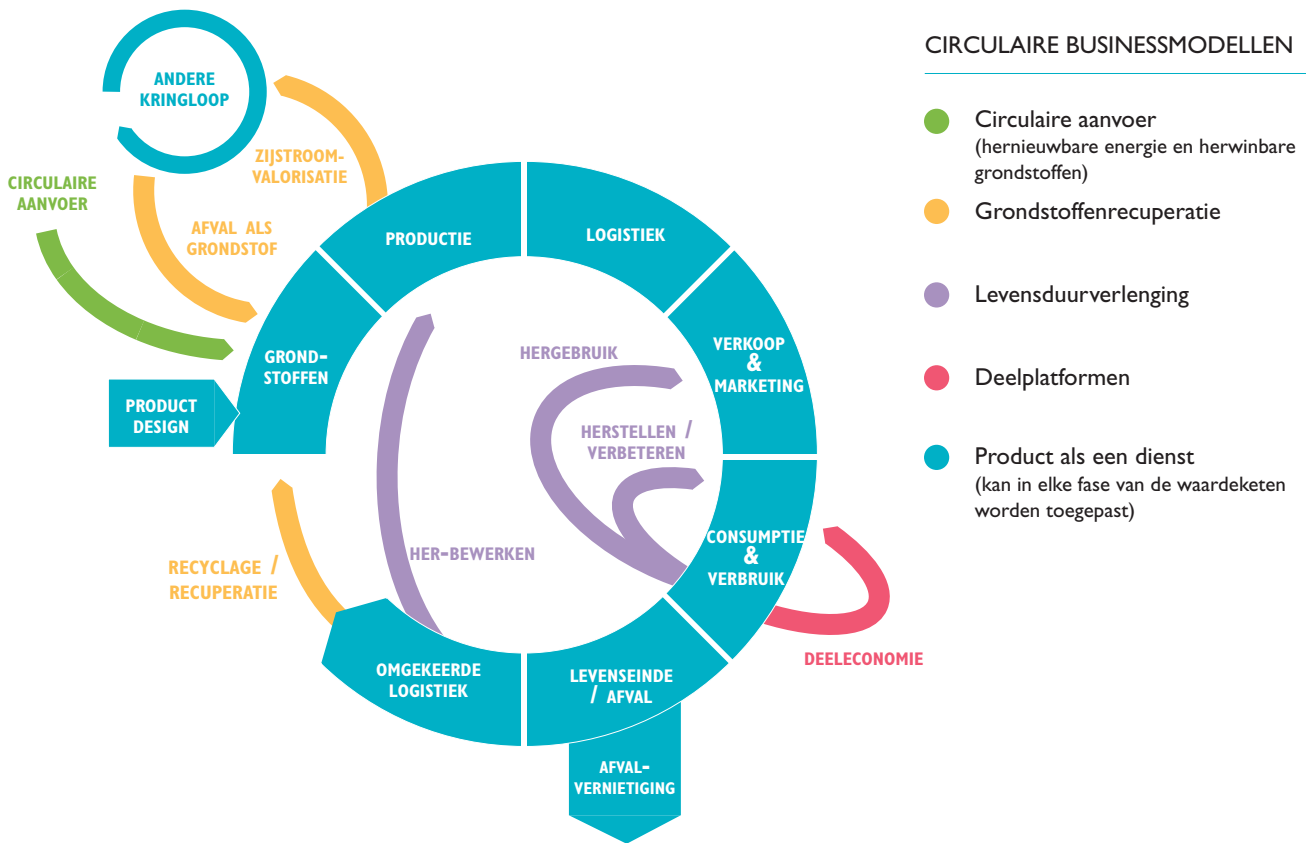 CIRCULAIRE BUSINESSMODELLEN
Circulaire aanvoer
(hernieuwbare energie en herwinbare
grondstoffen)
Grondstoffenrecuperatie
Levensduurverlenging
Deelplatformen
Product als een dienst
(kan in elke fase van de waardeketen
worden toegepast)
ANDERE
KRINGLOOP
ZIJSTROOM-
VALORISATIE
CIRCULAIRE
AANVOER
AFVAL ALS
GRONDSTOF
PRODUCTIE
LOGISTIEK
GROND-
STOFFEN
VERKOOP
&
MARKETING
PRODUCT
DESIGN
HERGEBRUIK
HERSTELLEN /
VERBETEREN
HER-BEWERKEN
CONSUMPTIE
&
VERBRUIK
RECYCLAGE /
RECUPERATIE
DEELECONOMIE
OMGEKEERDE
LOGISTIEK
LEVENSEINDE
/ AFVAL
AFVAL-
VERNIETIGING